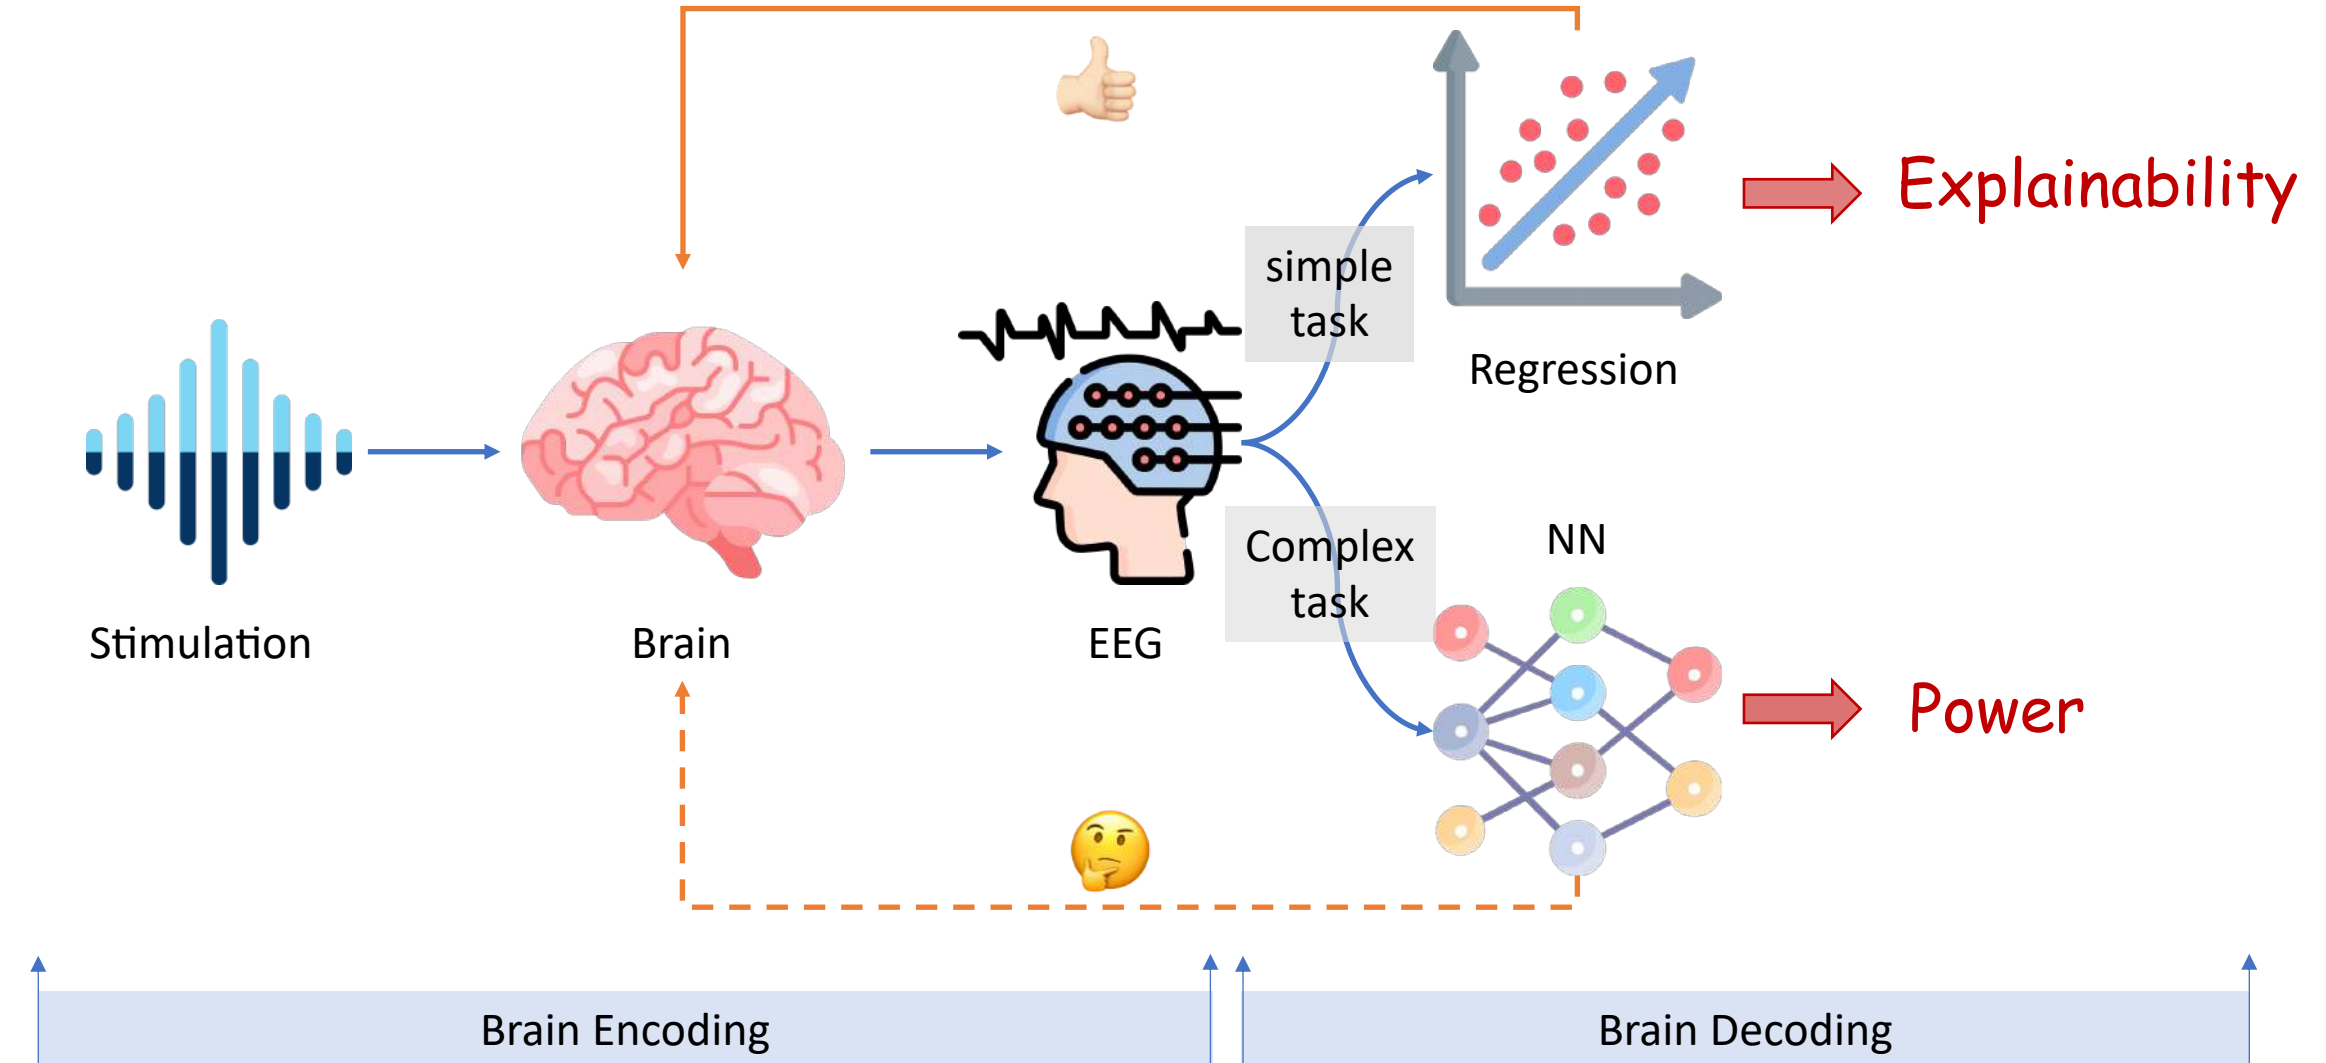 Explainability
simple
task
Regression
Complex
task
NN
Stimulation
Brain
EEG
Power
Brain Encoding
Brain Decoding